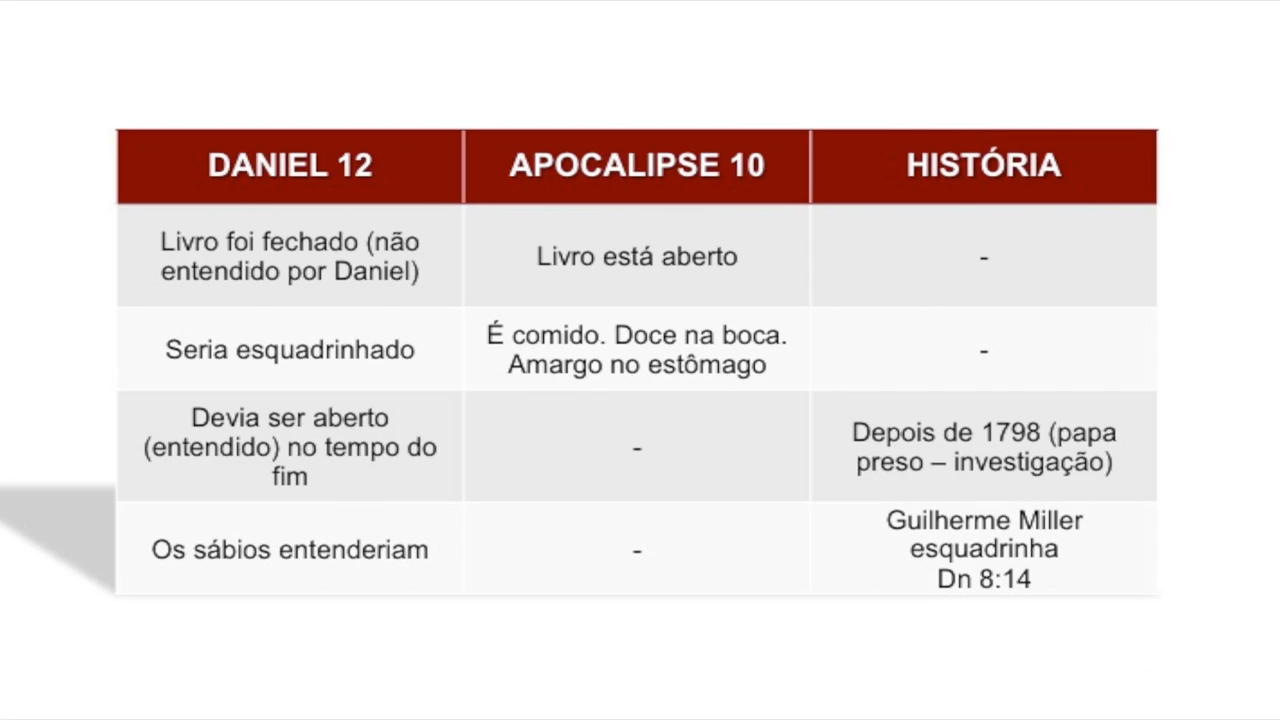 DANIEL 12
APOCALIPSE 10
HISTÓRIA
Livro foi fechado (não
entendido por Daniel)
Livro está aberto
-
Seria esquadrinhado
É comido. Doce na boca.
Amargo no estômago
-
Devia ser aberto
(entendido) no tempo do
fim
-
Depois de 1798 (papa
preso – investigação)
Os sábios entenderiam
-
Guilherme Miller
esquadrinha
Dn 8:14